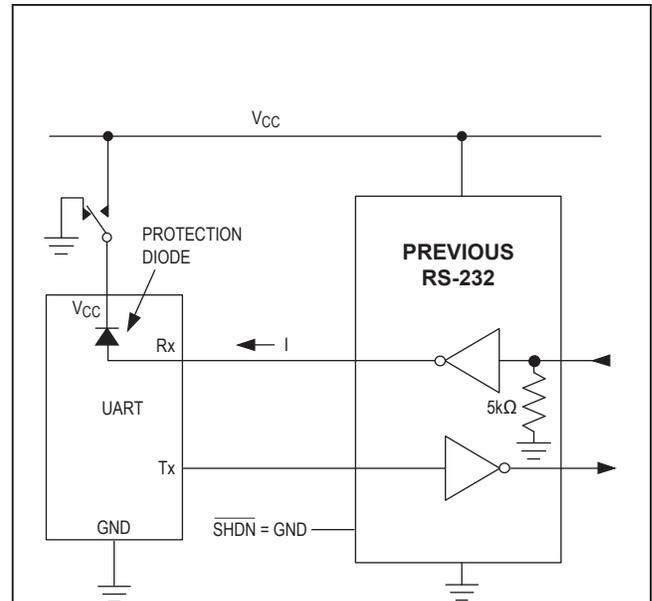 VCC
PROTECTION
DIODE
PREVIOUS
RS-232
VCC
Rx
I
UART
5kΩ
Tx
GND
SHDN = GND